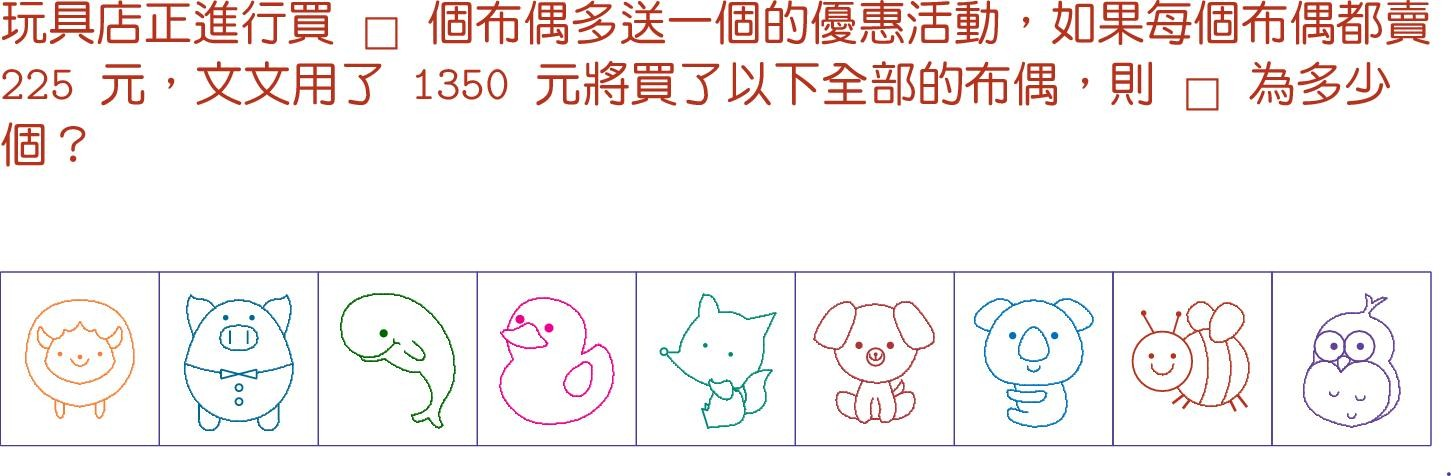 玩具店正進行買 □ 個布偶多送一個的優惠活動，如果每個布偶都賣
225 元，文文用了 1350 元將買了以下全部的布偶，則 □ 為多少
個？